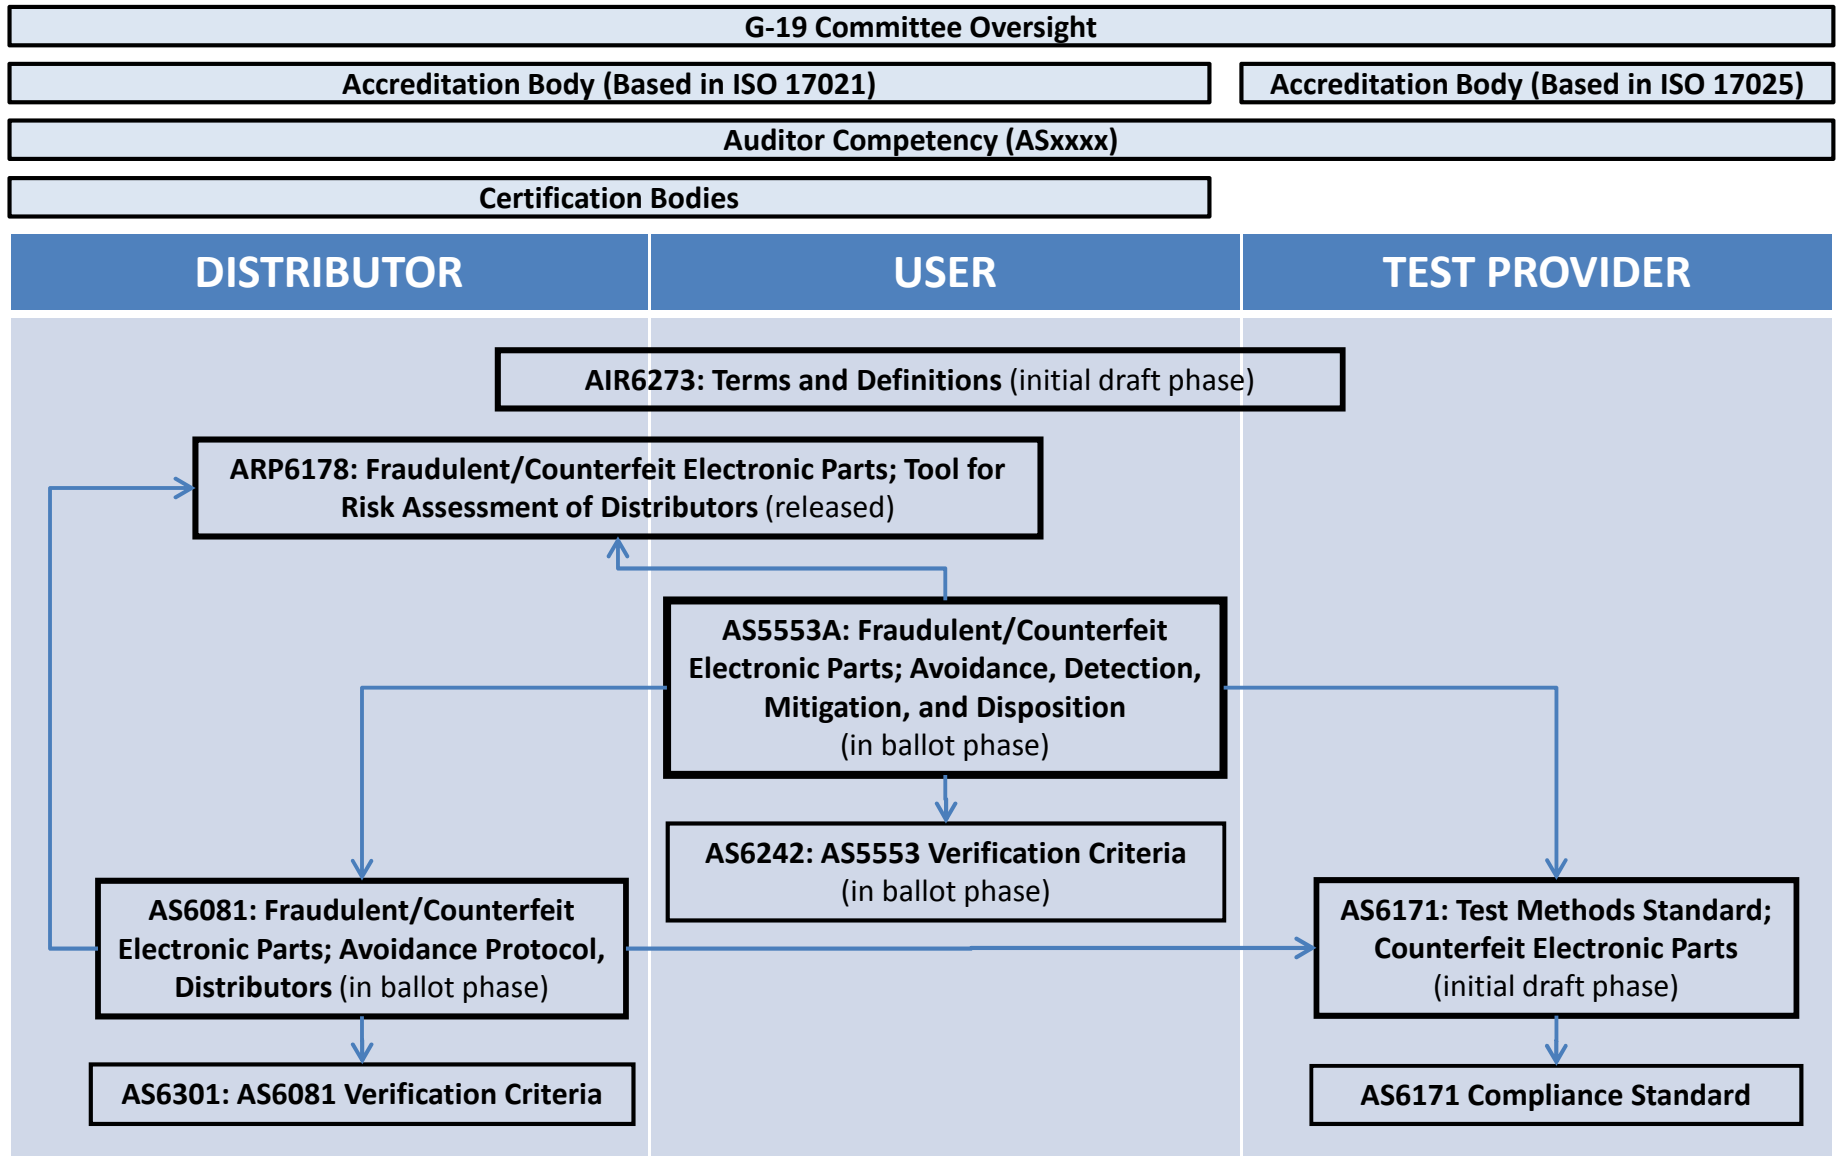 G-19 Committee Oversight
Accreditation Body (Based in ISO 17021)
Accreditation Body (Based in ISO 17025)
Auditor Competency (ASxxxx)
Certification Bodies
DISTRIBUTOR
USER
TEST PROVIDER
AIR6273: Terms and Definitions (initial draft phase)
ARP6178: Fraudulent/Counterfeit Electronic Parts; Tool for
Risk Assessment of Distributors (released)
AS5553A: Fraudulent/Counterfeit
Electronic Parts; Avoidance, Detection,
Mitigation, and Disposition
(in ballot phase)
AS6242: AS5553 Verification Criteria
(in ballot phase)
AS6081: Fraudulent/Counterfeit
Electronic Parts; Avoidance Protocol,
Distributors (in ballot phase)
AS6171: Test Methods Standard;
Counterfeit Electronic Parts
(initial draft phase)
AS6301: AS6081 Verification Criteria
AS6171 Compliance Standard